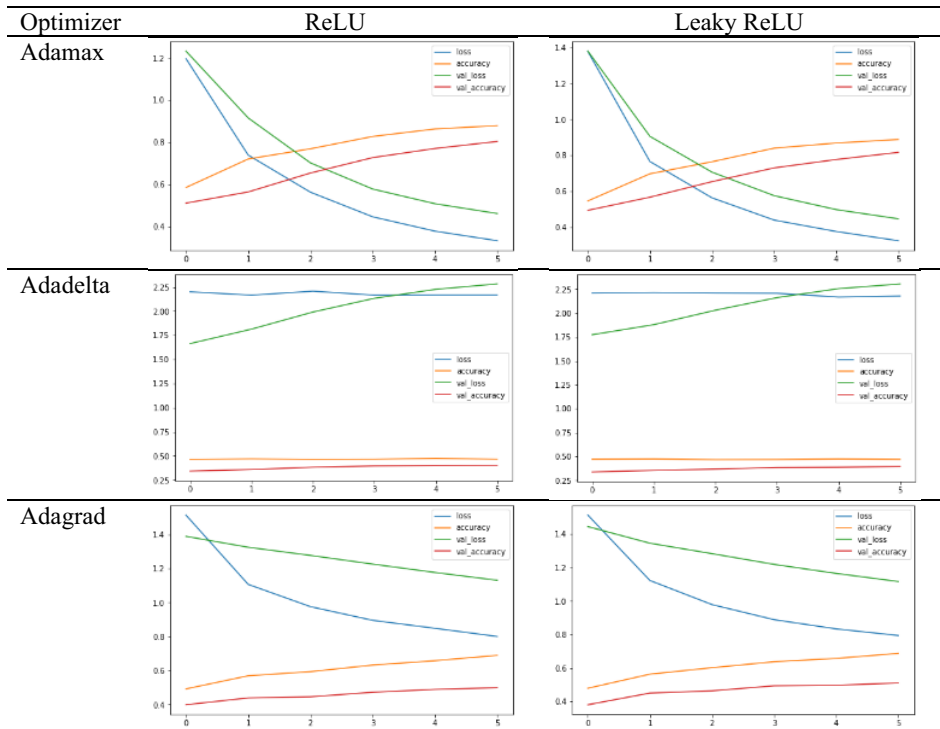 Optimizer ReLU Leaky ReLU
Adamax
loss
accuracy
val_loss
val_accuracy
1.2
1.0
0.8
0.6
0.4
0 1 2 3 4 5
loss
accuracy
val_loss
val_accuracy
1.4
1.2
1.0
0.8
0.6
0.4
0 1 2 3 4 5
Adadelta
2.25
2.00
1.75
1.50
1.25
1.00
0.75
0.50
0.25
loss
accuracy
val_loss
val_accuracy
0 1 2 3 4 5
2.25
2.00
1.75
1.50
1.25
1.00
0.75
0.50
0.25
loss
accuracy
val_loss
val_accuracy
0 1 2 3 4 5
Adagrad
loss
accuracy
val_loss
val_accuracy
1.4
1.2
1.0
0.8
0.6
0.4
0 1 2 3 4 5
loss
accuracy
val_loss
val_accuracy
1.4
1.2
1.0
0.8
0.6
0.4
0 1 2 3 4 5